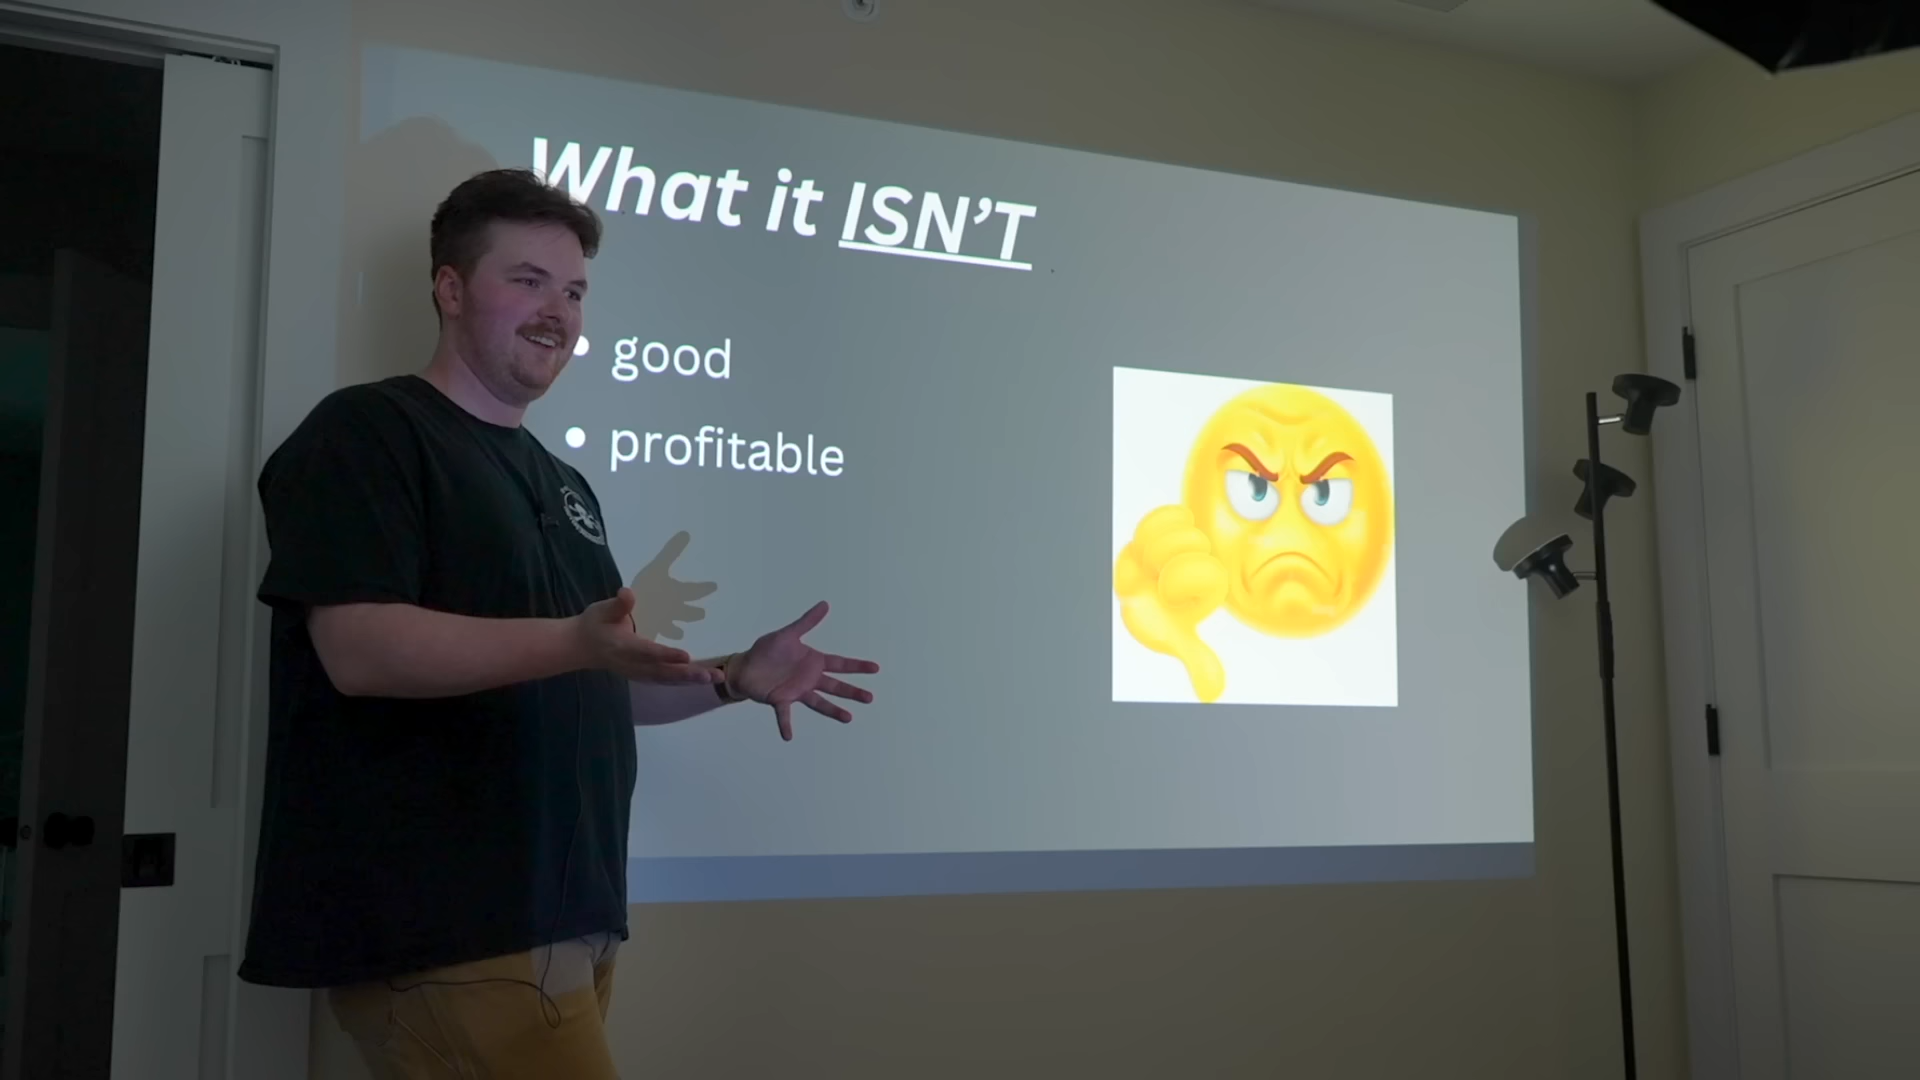 What it ISN'T
• good
• profitable